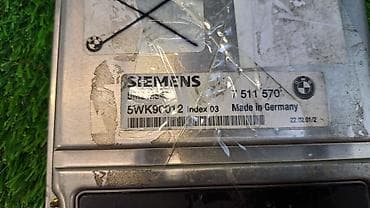 SIEMENS 7 511 570
5WK90012 Index 03 Made in Germany